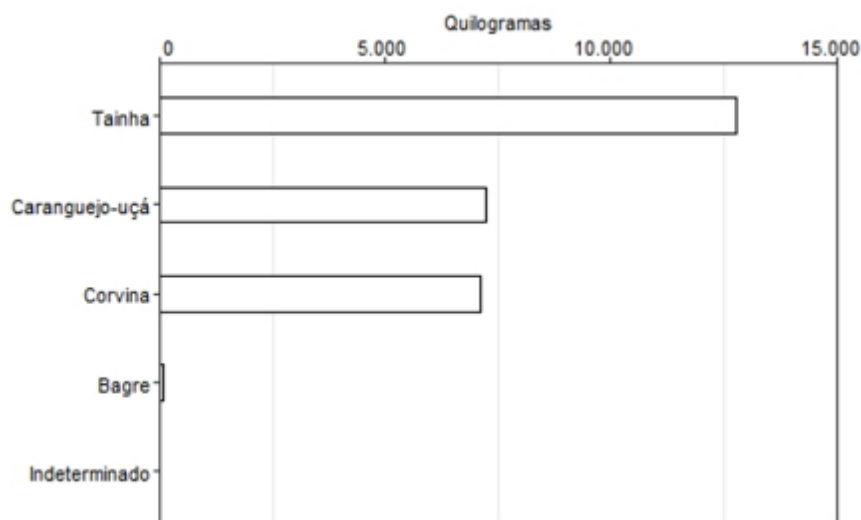 Quilogramas
0 5.000 10.000 15.000
Tainha
Caranguejo-uçá
Corvina
Bagre
Indeterminado